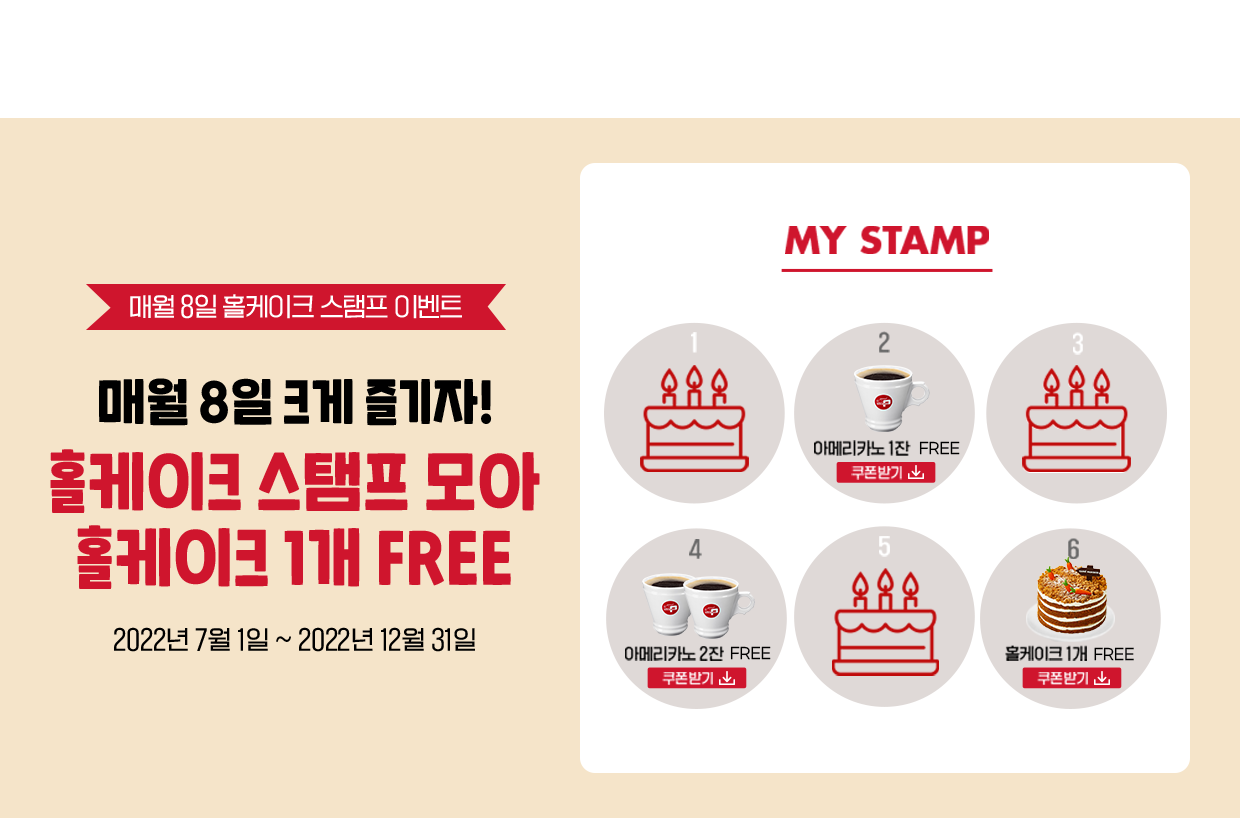 매월 8일 홀케이크 스탬프 이벤트
매월 8일 크게 즐기자!
홀케이크 스탬프 모아
홀케이크 1개 FREE
2022년 7월 1일 ~ 2022년 12월 31일
MY STAMP
1
2
아메리카노 1잔 FREE
쿠폰받기
3
4
아메리카노 2잔 FREE
쿠폰받기
5
6
홀케이크 1개 FREE
쿠폰받기